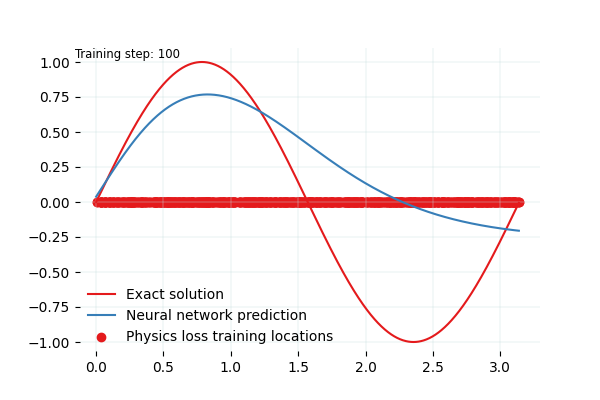 Training step: 100
1.00
0.75
0.50
0.25
0.00
−0.25
−0.50
−0.75
−1.00
Exact solution
Neural network prediction
Physics loss training locations
0.0 0.5 1.0 1.5 2.0 2.5 3.0